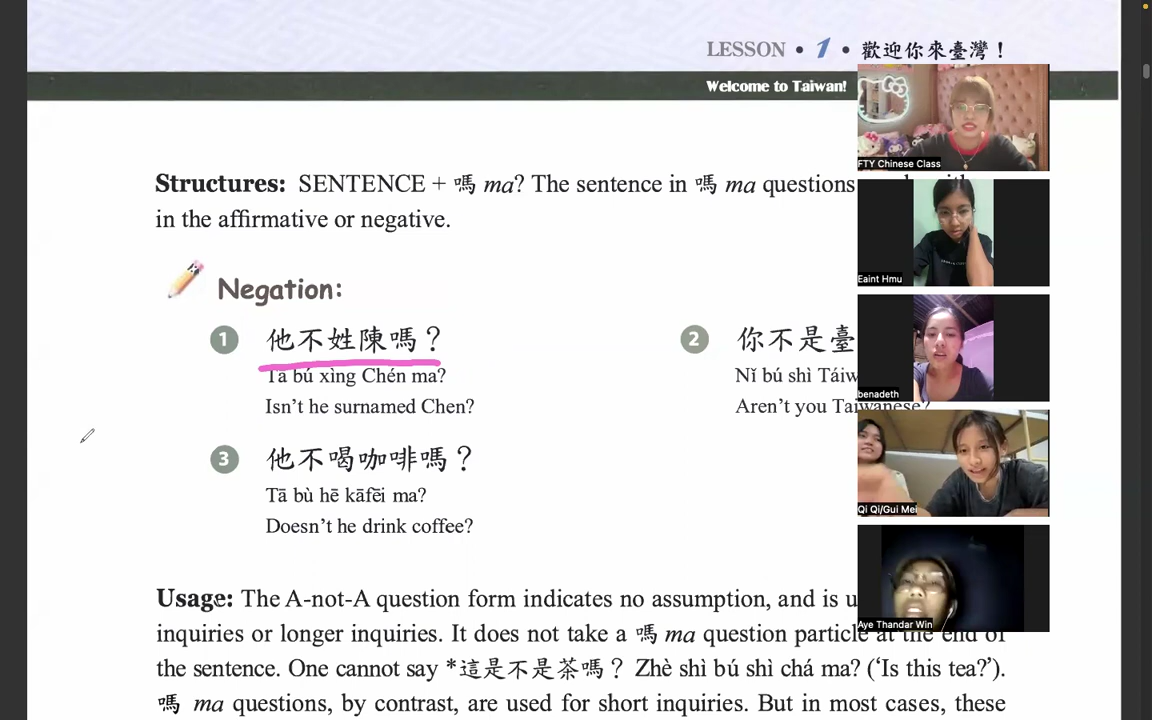 LESSON • 1 • 歡迎你來臺灣!
Welcome to Taiwan!
FTY Chinese Class
Structures: SENTENCE + 嗎 ma? The sentence in 嗎 ma questions
in the affirmative or negative.
Eaint Hmu
Negation:
1 他不姓陳嗎?
Tā bú xìng Chén ma?
Isn't he surnamed Chen?
2 你不是臺
Nǐ bú shì Táiw
Aren't you Taiwanese?
benadeth
3 他不喝咖啡嗎?
Tā bù hē kāfēi ma?
Doesn't he drink coffee?
Qi Qi/Gui Mei
Usage: The A-not-A question form indicates no assumption, and is u
Aye Thandar Win
inquiries or longer inquiries. It does not take a 嗎 ma question particle at the end of
the sentence. One cannot say *這是不是茶嗎? Zhè shì bú shì chá ma? ('Is this tea?').
嗎 ma questions, by contrast, are used for short inquiries. But in most cases, these